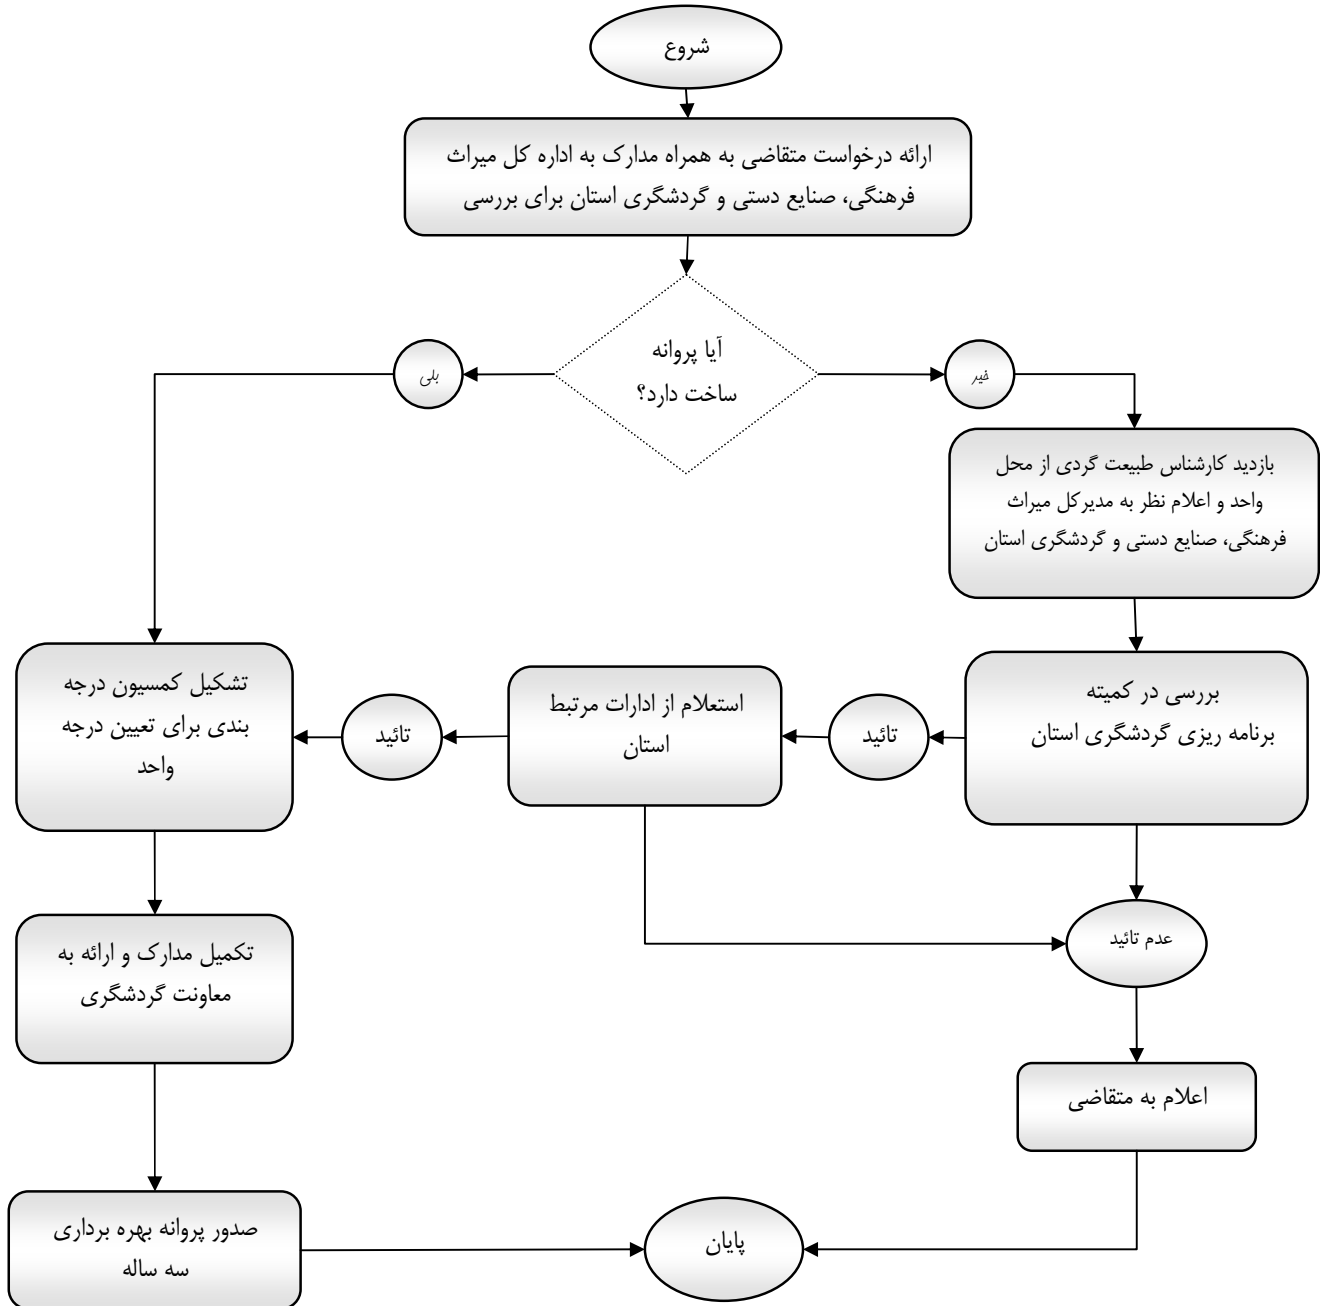 شروع
ارائه درخواست متقاضی به همراه مدارک به اداره کل میراث
فرهنگی، صنایع دستی و گردشگری استان برای بررسی
آیا پروانه
ساخت دارد؟
خیر
بلی
بازدید کارشناس طبیعت گردی از محل
واحد و اعلام نظر به مدیرکل میراث
فرهنگی، صنایع دستی و گردشگری استان
بررسی در کمیته
برنامه ریزی گردشگری استان
تائید
استعلام از ادارات مرتبط
استان
تائید
تشکیل کمسیون درجه
بندی برای تعیین درجه
واحد
عدم تائید
تکمیل مدارک و ارائه به
معاونت گردشگری
اعلام به متقاضی
صدور پروانه بهره برداری
سه ساله
پایان